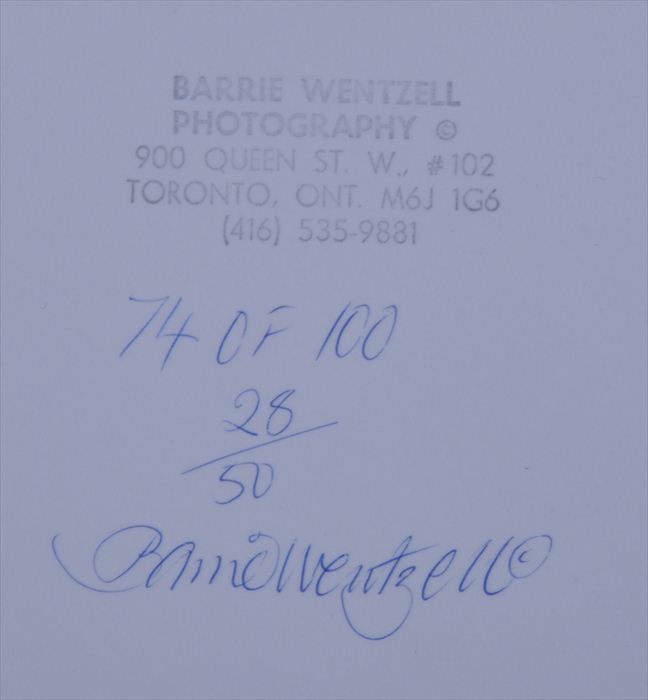 BARRIE WENTZELL
PHOTOGRAPHY ©
900 QUEEN ST. W., #102
TORONTO, ONT. M6J 1G6
(416) 535-9881
74 OF 100
28
50
Barrie Wentzell ©